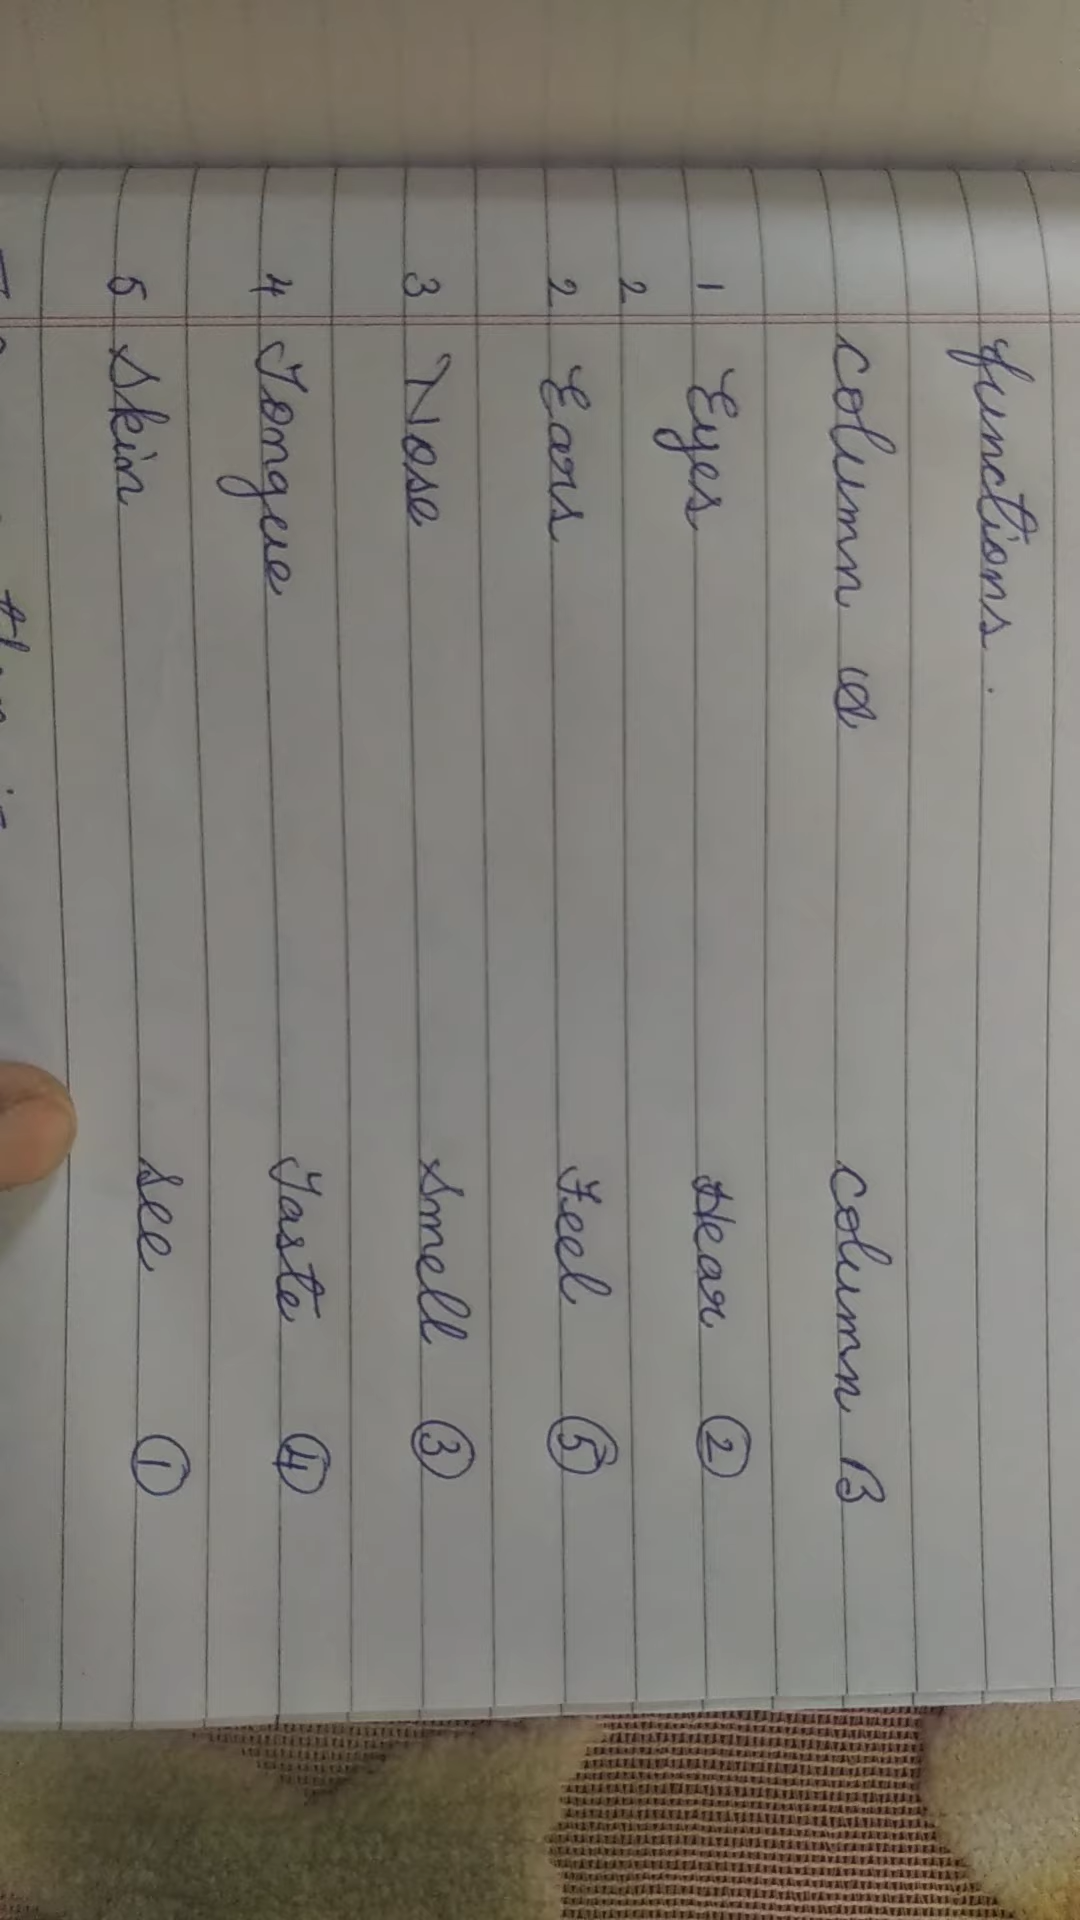 functions.
Column A Column B
1 Eyes Hear ②
2
2 Ears Feel ⑤
3 Nose Smell ③
4 Tongue Taste ④
5 Skin See ①